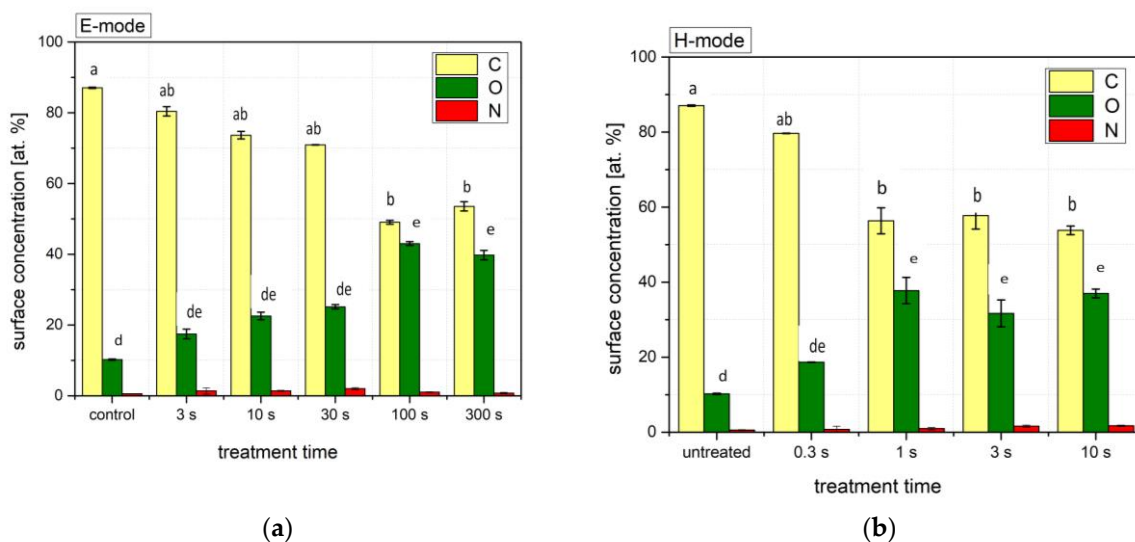 E-mode
100
80
60
40
20
0
surface concentration [at. %]
C
O
N
a
ab
ab
ab
b
b
d
de
de
de
e
e
control 3 s 10 s 30 s 100 s 300 s
treatment time
(a)
H-mode
100
80
60
40
20
0
surface concentration [at. %]
C
O
N
a
ab
b
b
b
d
de
e
e
e
untreated 0.3 s 1 s 3 s 10 s
treatment time
(b)